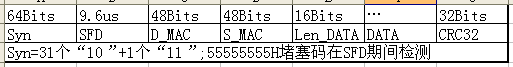 64Bits 9.6us 48Bits 48Bits 16Bits … 32Bits
Syn SFD D_MAC S_MAC Len_DATA DATA CRC32
Syn=31个“10”+1个“11”;55555555H堵塞码在SFD期间检测